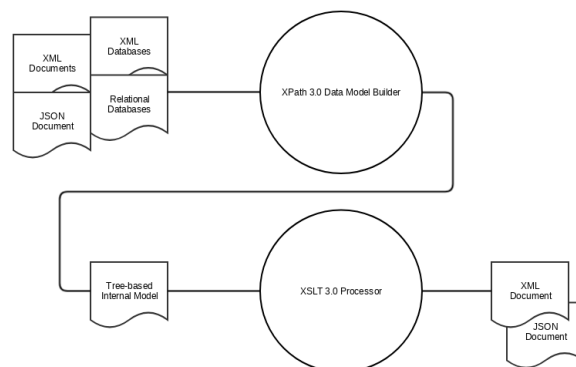 XML
Documents
XML
Databases
JSON
Document
Relational
Databases
XPath 3.0 Data Model Builder
Tree-based
Internal Model
XSLT 3.0 Processor
XML
Document
JSON
Document